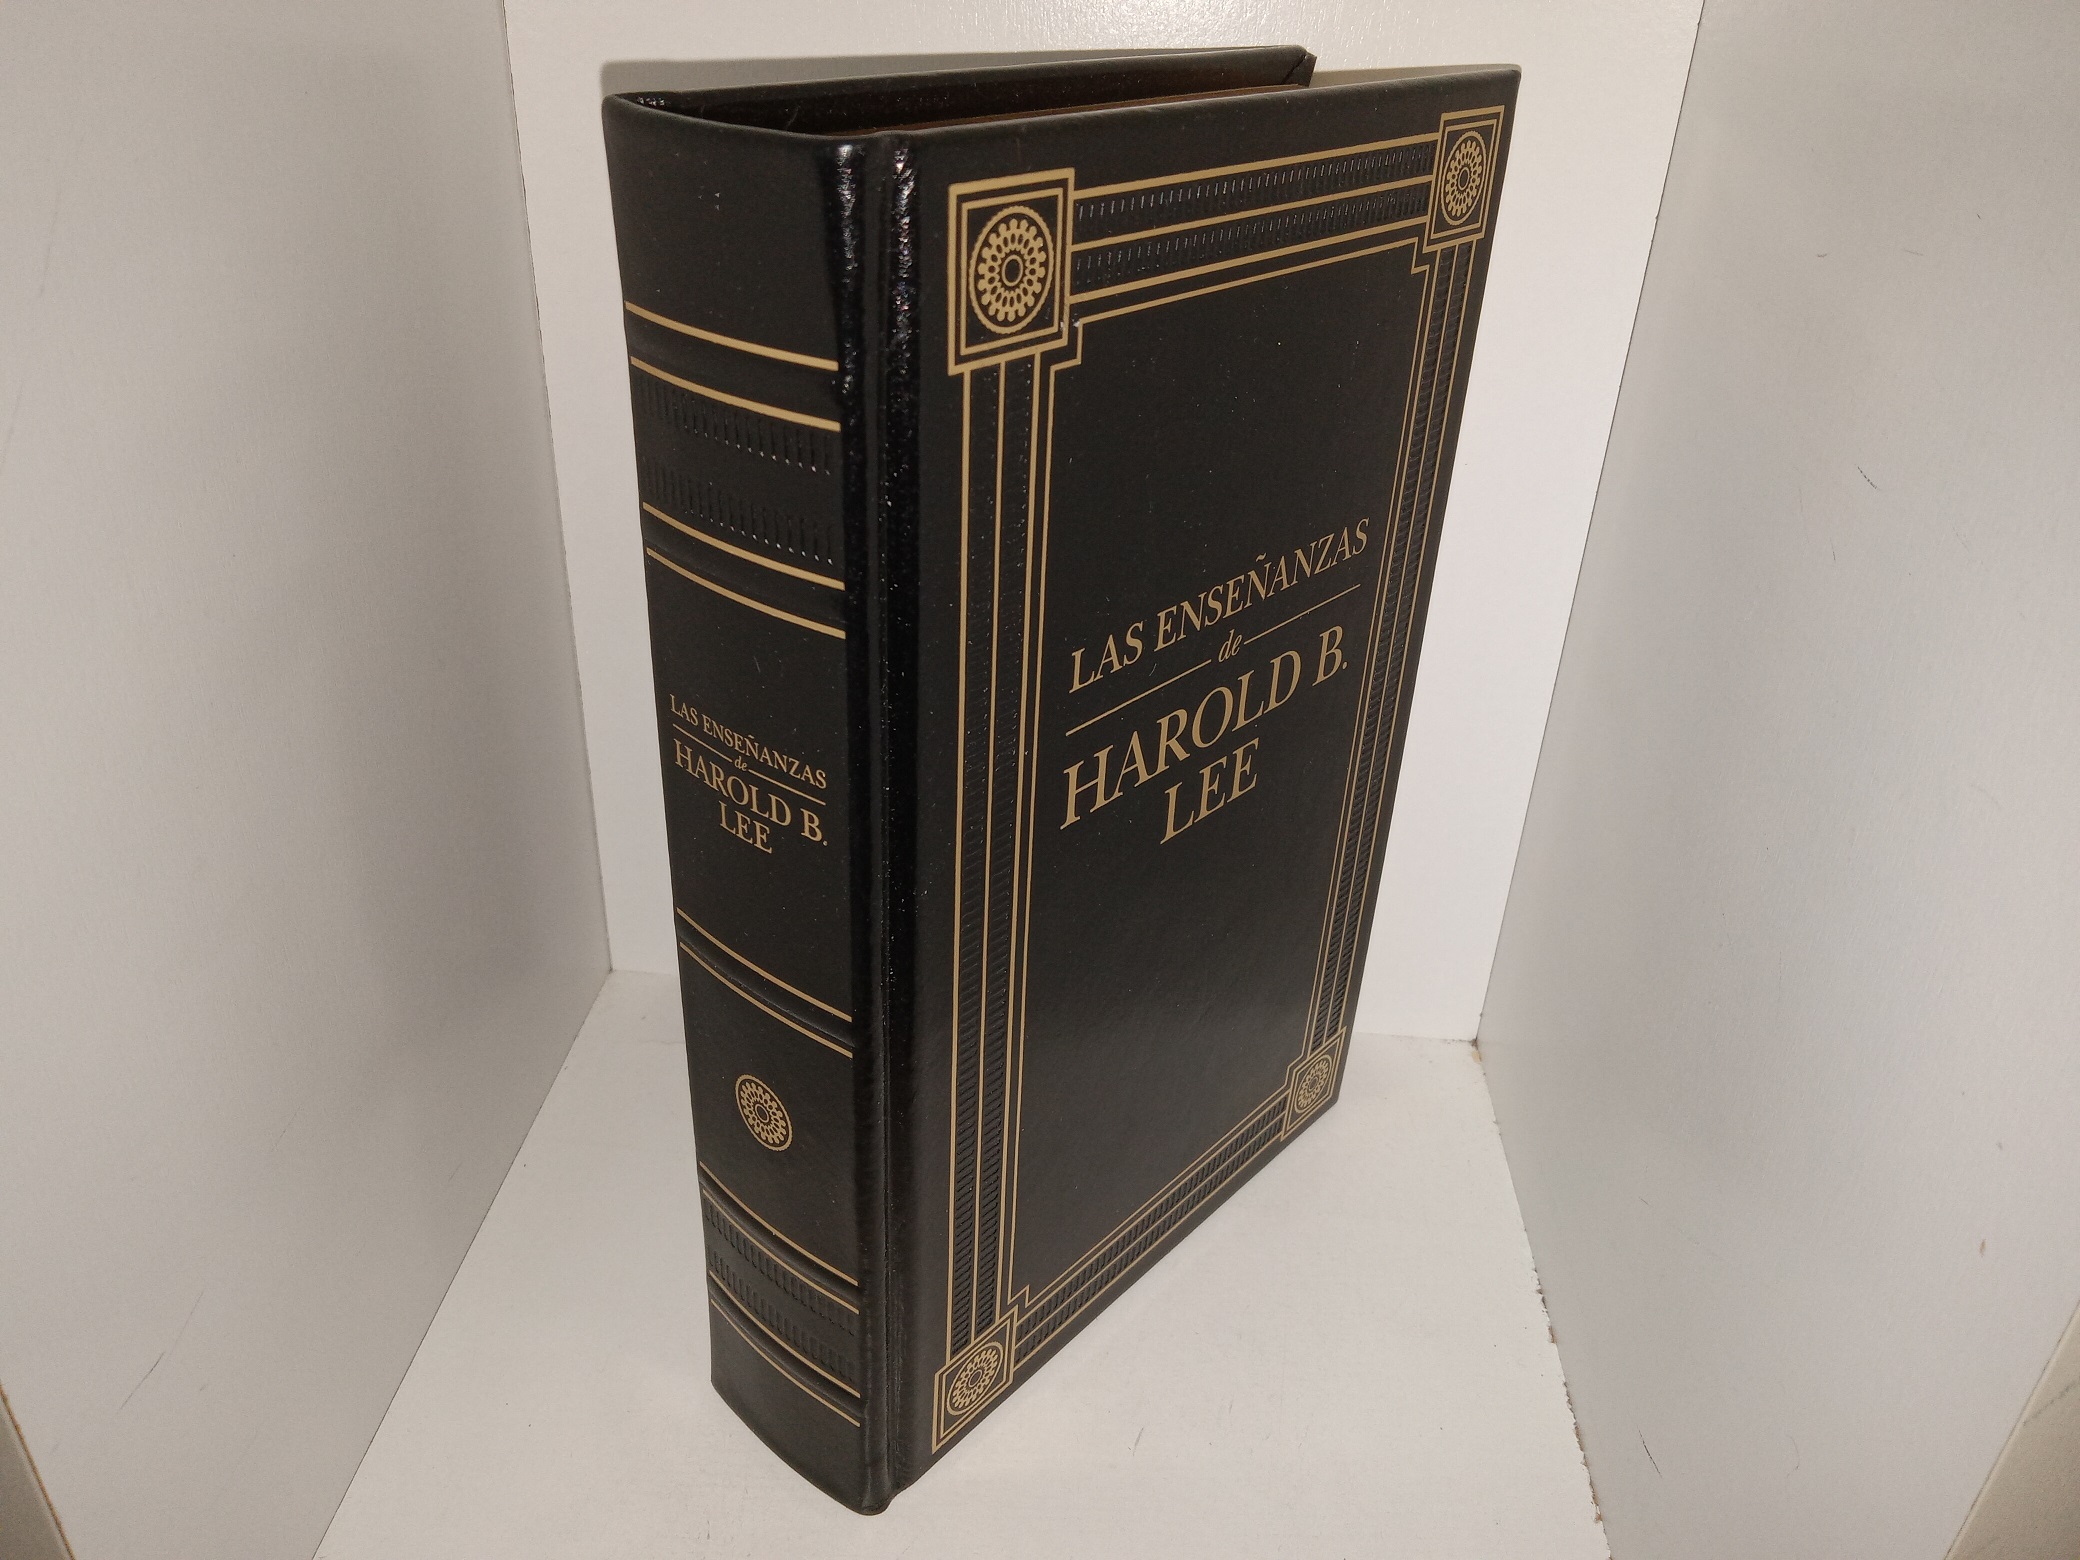 LAS ENSEÑANZAS
de
HAROLD B.
LEE
LAS ENSEÑANZAS
de
HAROLD B.
LEE